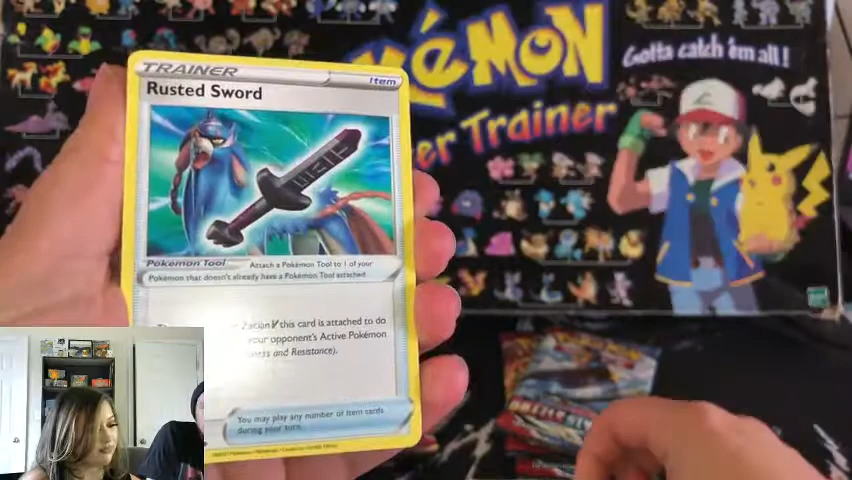 TRAINER
Item
Rusted Sword
POKéMON
Gotta catch 'em all!
er Trainer
Pokémon Tool
Attach a Pokémon Tool to 1 of your
Pokémon that doesn't already have a Pokémon Tool attached.
Zacian V this card is attached to do
your opponent's Active Pokémon
and Resistance).
You may play any number of Item cards
during your turn.